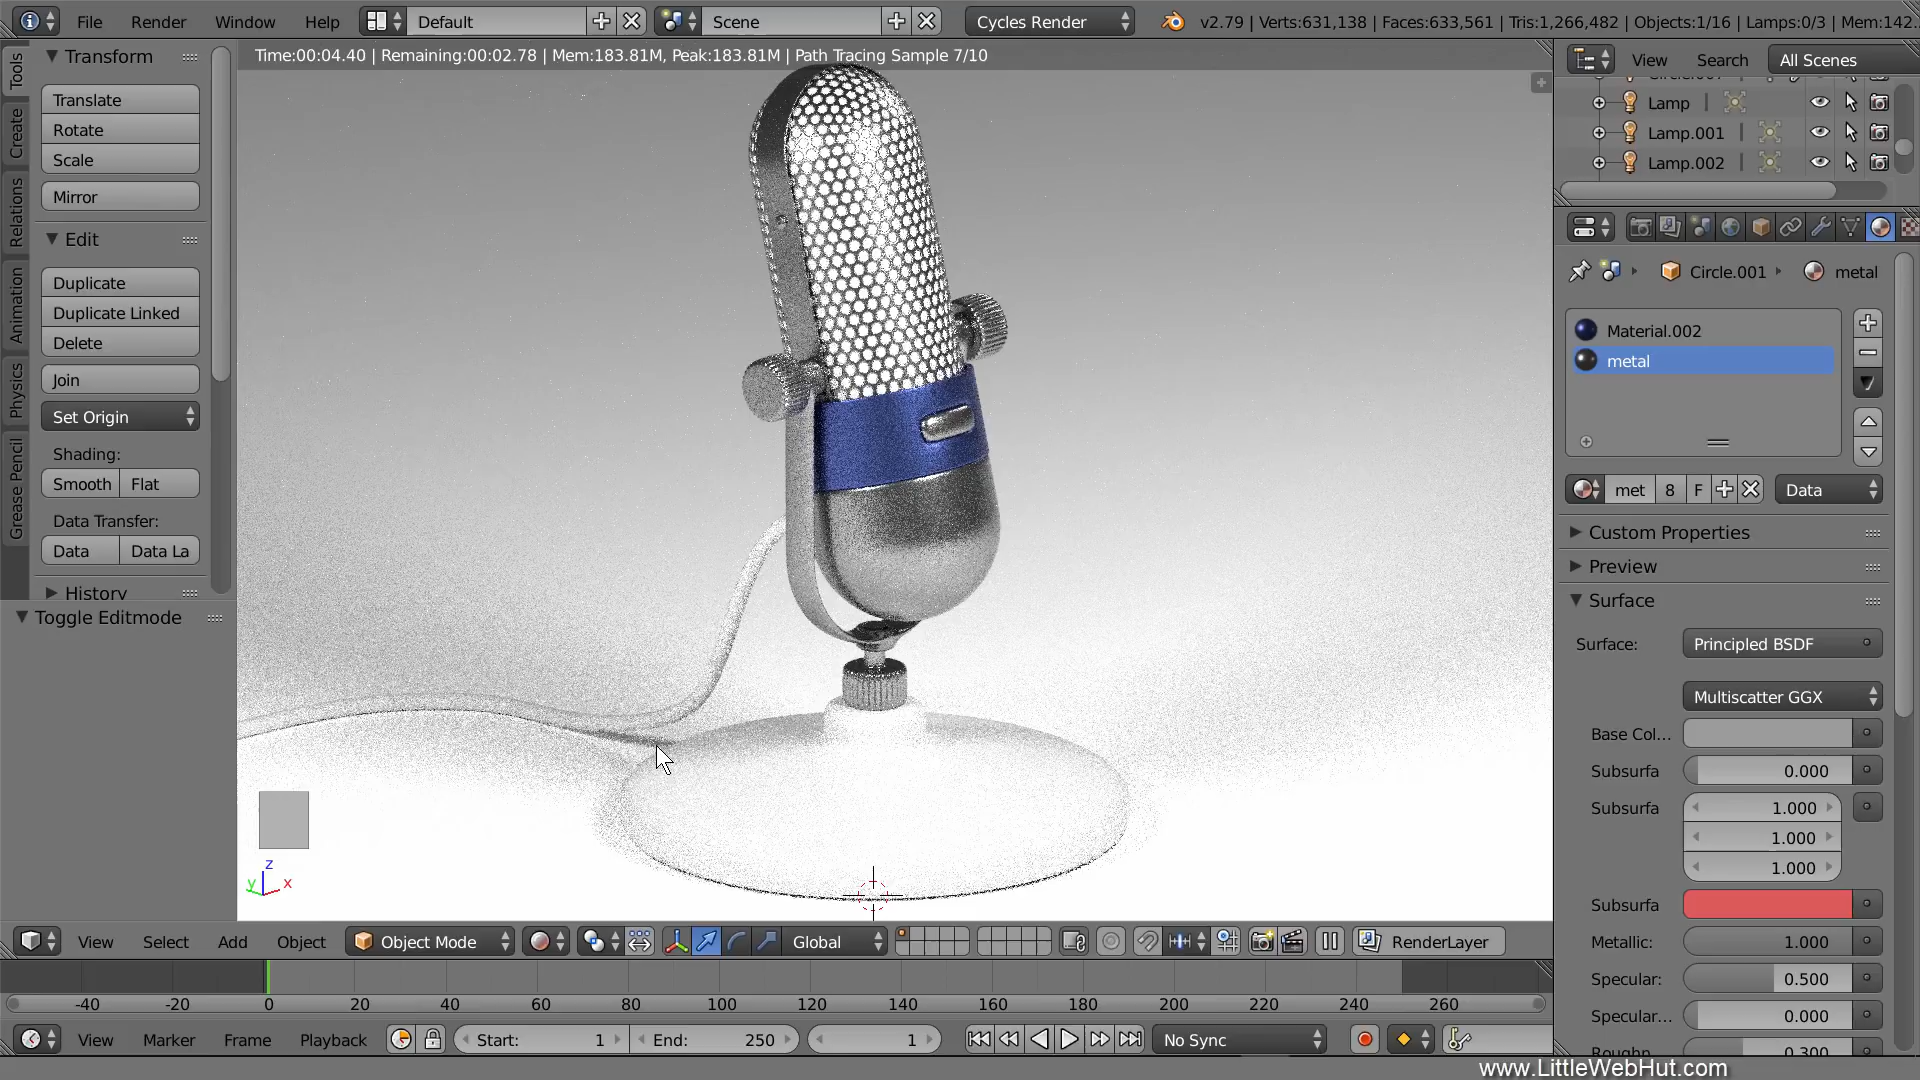 File Render Window Help Default Scene Cycles Render v2.79 | Verts:631,138 | Faces:633,561 | Tris:1,266,482 | Objects:1/16 | Lamps:0/3 | Mem:142.
Time:00:04.40 | Remaining:00:02.78 | Mem:183.81M, Peak:183.81M | Path Tracing Sample 7/10
Tools
Create
Relations
Animation
Physics
Grease Pencil
Transform
Translate
Rotate
Scale
Mirror
Edit
Duplicate
Duplicate Linked
Delete
Join
Set Origin
Shading:
Smooth Flat
Data Transfer:
Data Data La
History
Toggle Editmode
z
y x
View Select Add Object Object Mode Global RenderLayer
-40 -20 0 20 40 60 80 100 120 140 160 180 200 220 240 260
View Marker Frame Playback Start: 1 End: 250 1 No Sync
View Search All Scenes
Lamp
Lamp.001
Lamp.002
Circle.001 metal
Material.002
metal
met 8 F Data
Custom Properties
Preview
Surface
Surface: Principled BSDF
Multiscatter GGX
Base Col...
Subsurfa 0.000
Subsurfa 1.000
1.000
1.000
Subsurfa
Metallic: 1.000
Specular: 0.500
Specular... 0.000
Roughn 0.300
www.LittleWebHut.com